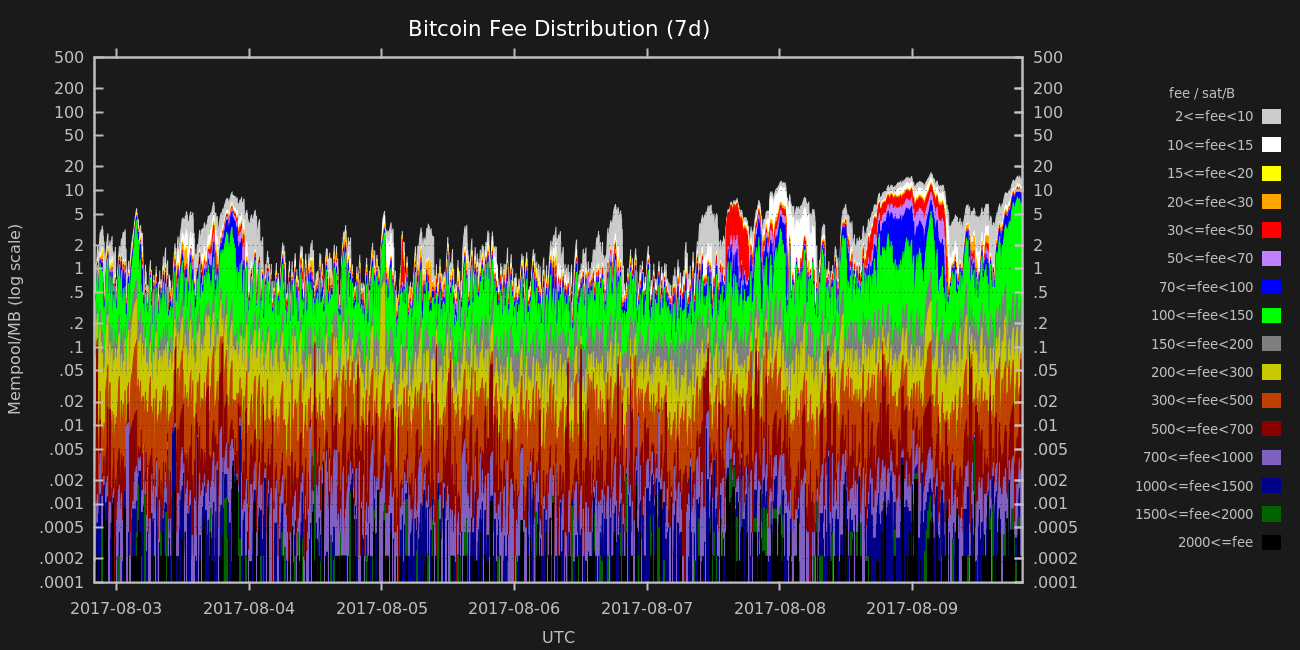 Bitcoin Fee Distribution (7d)
Mempool/MB (log scale)
500
200
100
50
20
10
5
2
1
.5
.2
.1
.05
.02
.01
.005
.002
.001
.0005
.0002
.0001
500
200
100
50
20
10
5
2
1
.5
.2
.1
.05
.02
.01
.005
.002
.001
.0005
.0002
.0001
2017-08-03 2017-08-04 2017-08-05 2017-08-06 2017-08-07 2017-08-08 2017-08-09
UTC
fee / sat/B
2<=fee<10
10<=fee<15
15<=fee<20
20<=fee<30
30<=fee<50
50<=fee<70
70<=fee<100
100<=fee<150
150<=fee<200
200<=fee<300
300<=fee<500
500<=fee<700
700<=fee<1000
1000<=fee<1500
1500<=fee<2000
2000<=fee